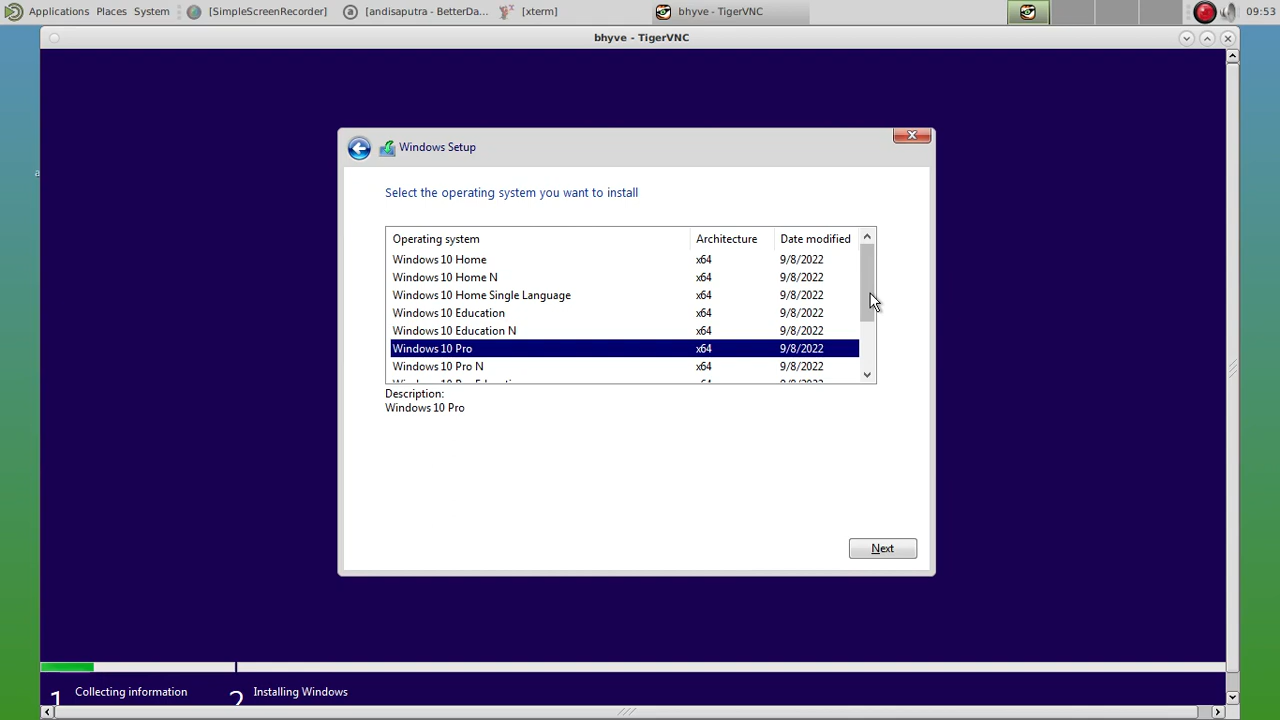 Applications Places System [SimpleScreenRecorder] [andisaputra - BetterDa... [xterm] bhyve - TigerVNC 09:53
bhyve - TigerVNC
Windows Setup
Select the operating system you want to install
Operating system Architecture Date modified
Windows 10 Home x64 9/8/2022
Windows 10 Home N x64 9/8/2022
Windows 10 Home Single Language x64 9/8/2022
Windows 10 Education x64 9/8/2022
Windows 10 Education N x64 9/8/2022
Windows 10 Pro x64 9/8/2022
Windows 10 Pro N x64 9/8/2022
Description:
Windows 10 Pro
Next
1 Collecting information 2 Installing Windows